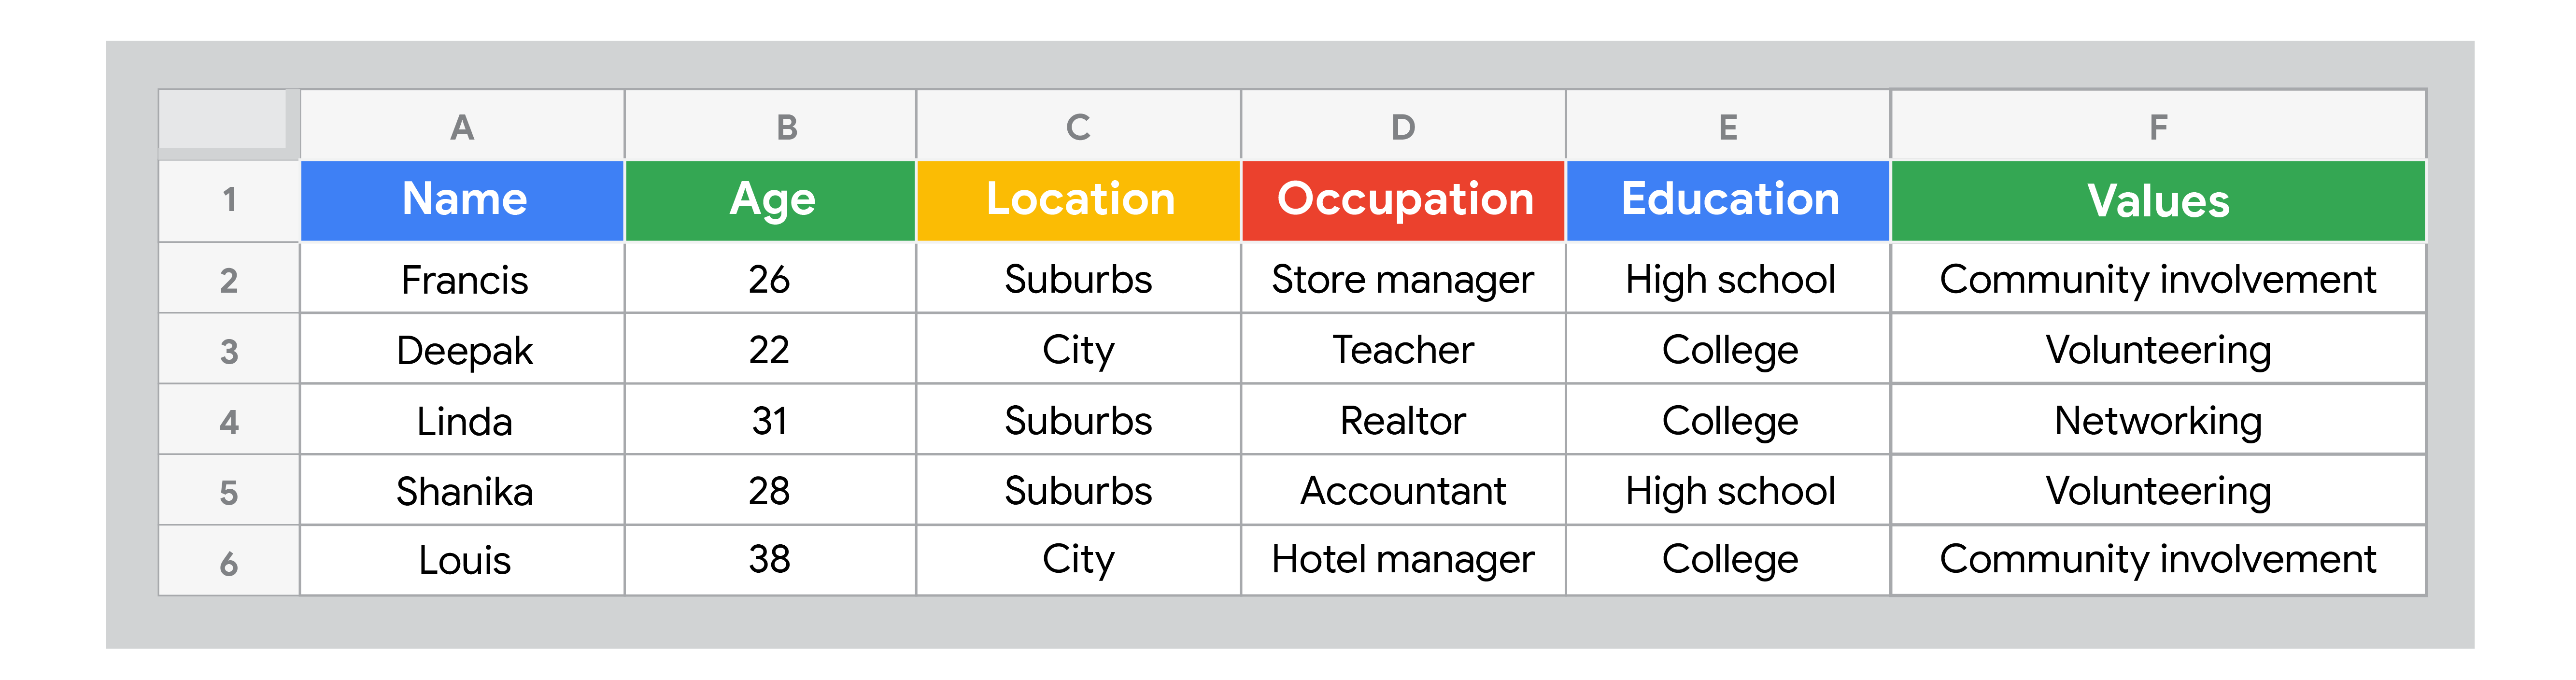 A B C D E F
1 Name Age Location Occupation Education Values
2 Francis 26 Suburbs Store manager High school Community involvement
3 Deepak 22 City Teacher College Volunteering
4 Linda 31 Suburbs Realtor College Networking
5 Shanika 28 Suburbs Accountant High school Volunteering
6 Louis 38 City Hotel manager College Community involvement